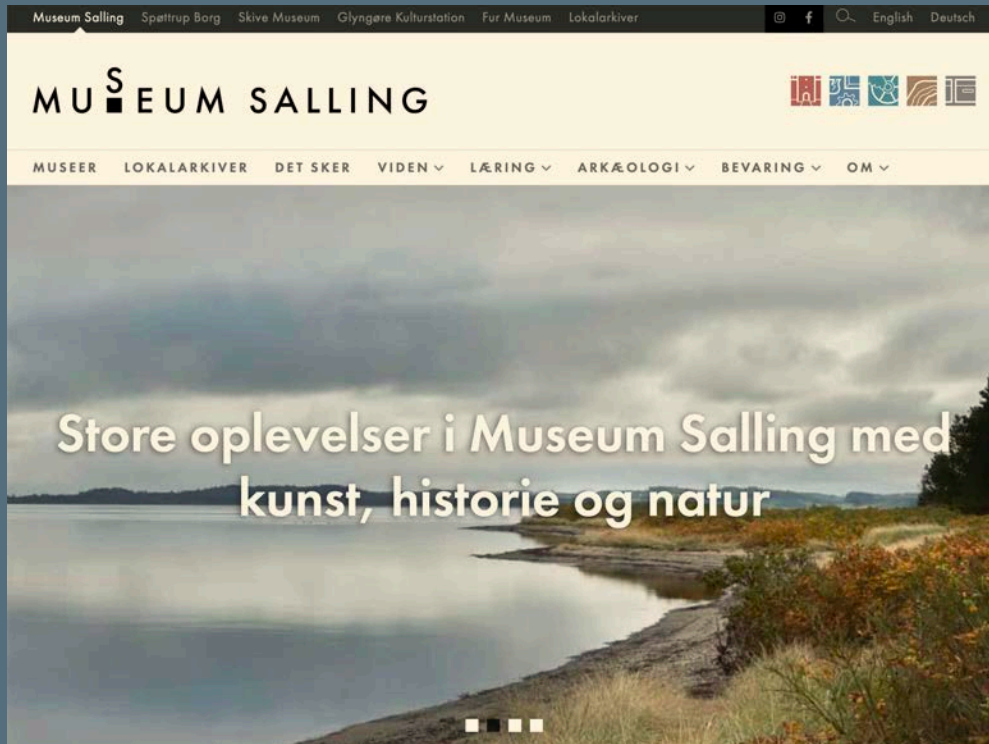 Museum Salling Spøttrup Borg Skive Museum Glyngøre Kulturstation Fur Museum Lokalarkiver English Deutsch
MUSEUM SALLING
MUSEER LOKALARKIVER DET SKER VIDEN LÆRING ARKÆOLOGI BEVARING OM
Store oplevelser i Museum Salling med
kunst, historie og natur